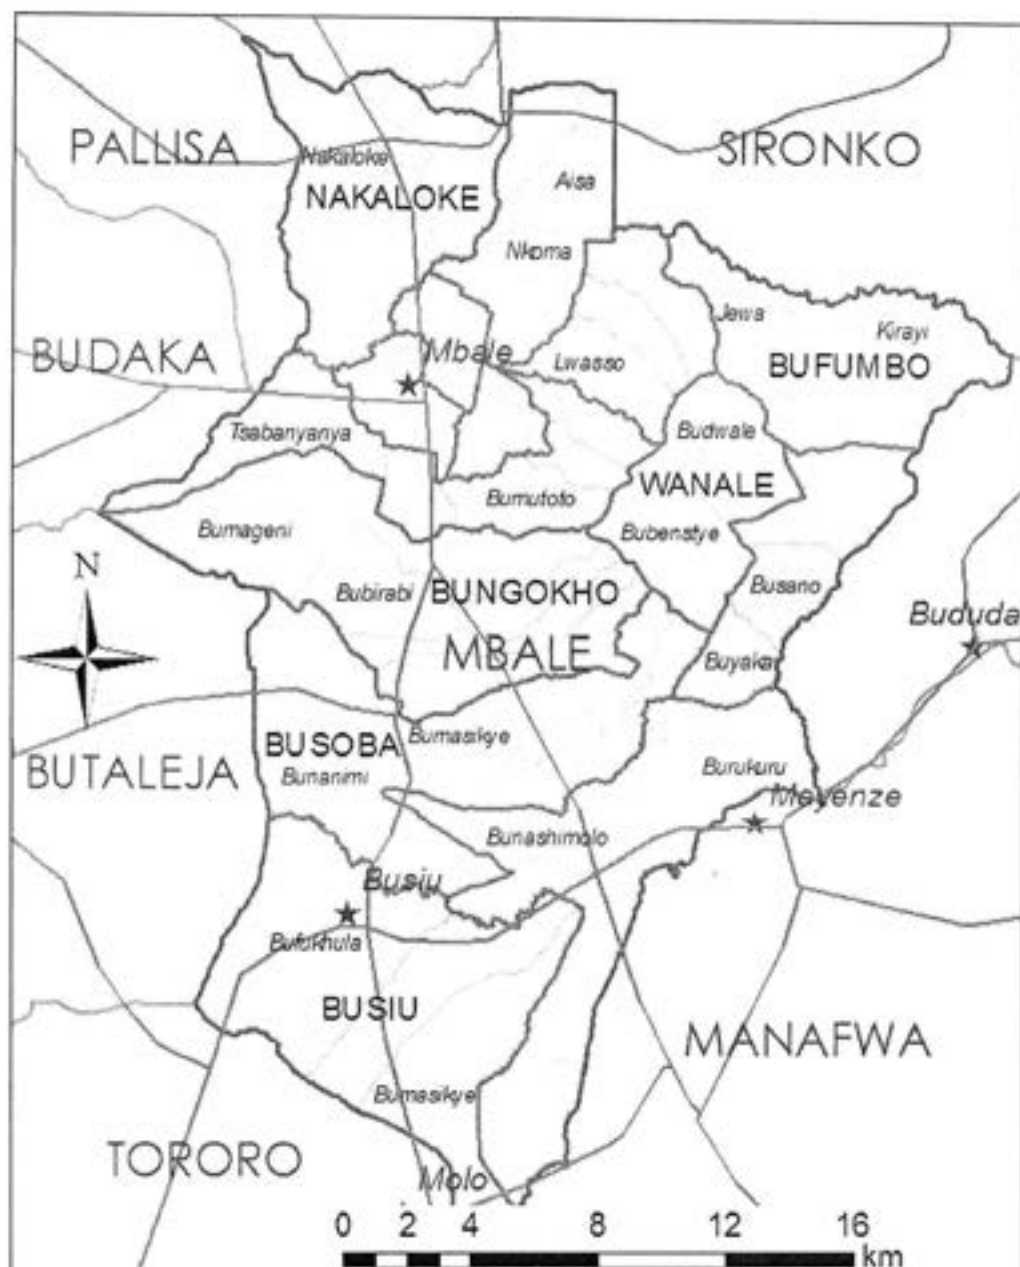 PALLISA
SIRONKO
Nakaloke
NAKALOKE
Aisa
Nkoma
Jewa
Kirayi
BUDAKA
Mbale
Lwasso
BUFUMBO
Tsabanyanya
Budwale
WANALE
Bumutoto
Bumageni
Bubenstye
N
Bubirabi
BUNGOKHO
Busano
Bududa
MBALE
Buyaka
BUSOBA
Bumasikye
BUTALEJA
Bunanimi
Burukuru
Mevenze
Bunashimolo
Busiu
Bufukhula
BUSIU
MANAFWA
Bumasikye
TORORO
Molo
0 2 4 8 12 16
km